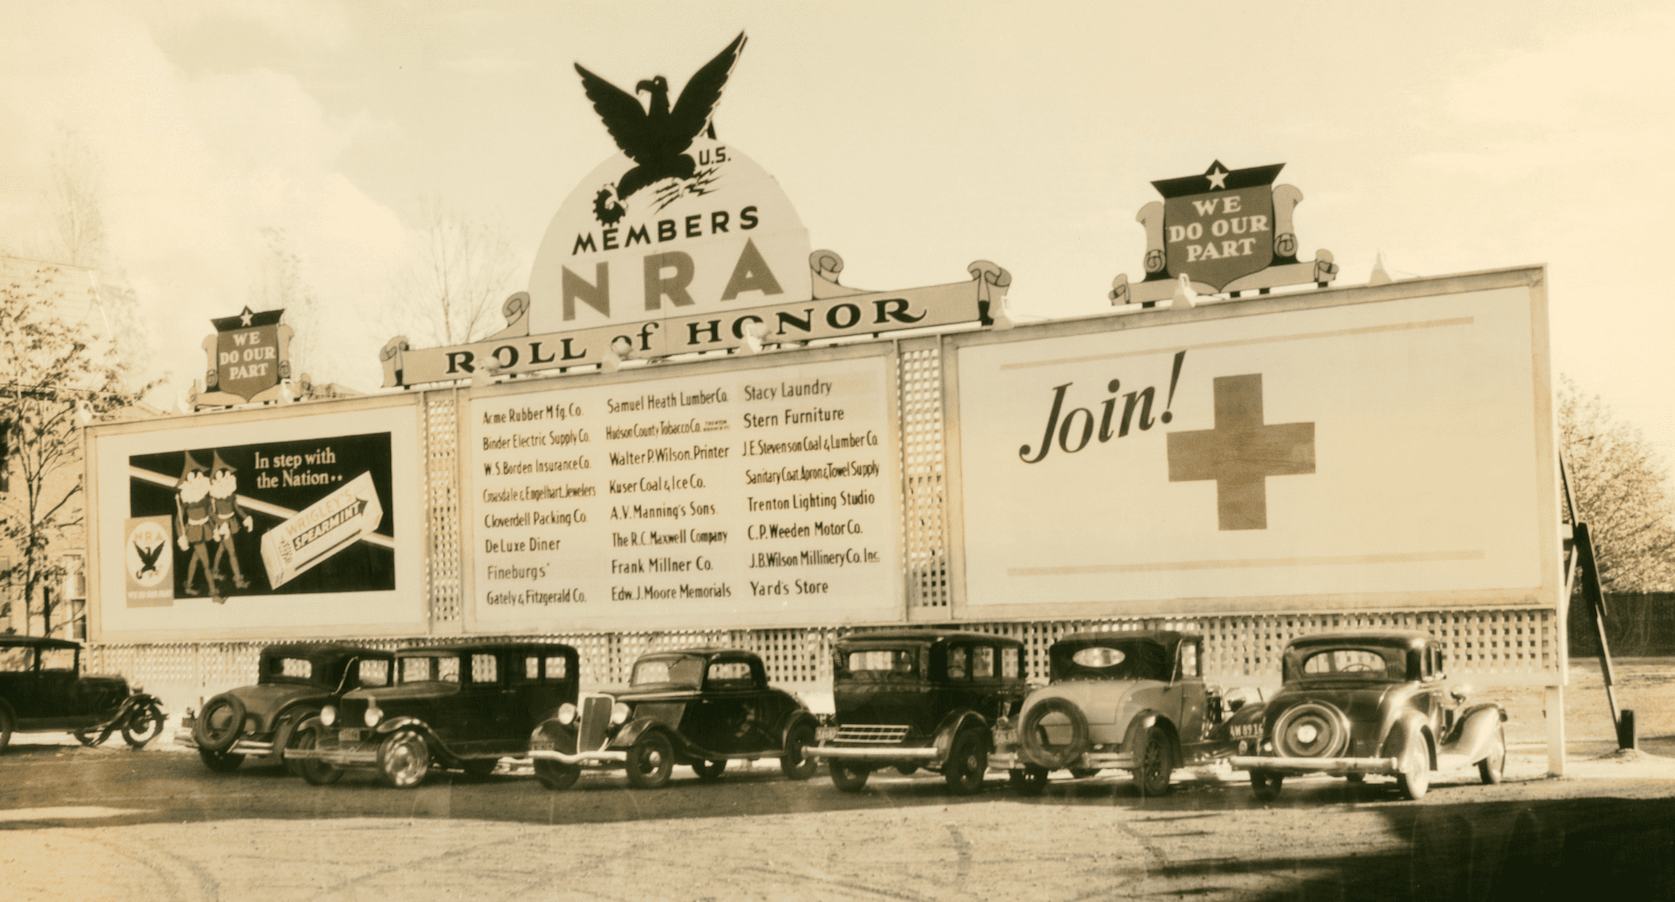 U.S.
MEMBERS
NRA
ROLL of HONOR
WE
DO OUR
PART
WE
DO OUR
PART
In step with
the Nation..
WRIGLEY'S
SPEARMINT
NRA
Acme Rubber Mfg. Co.
Binder Electric Supply Co.
W.S. Borden Insurance Co.
& Engelhart, Jewelers
Cloverdell Packing Co.
DeLuxe Diner
Fineburgs'
Gately & Fitzgerald Co.
Samuel Heath Lumber Co.
Hudson County Tobacco Co.
Walter P. Wilson, Printer
Kuser Coal & Ice Co.
A.V. Manning's Sons.
The R.C. Maxwell Company
Frank Millner Co.
Edw. J. Moore Memorials
Stacy Laundry
Stern Furniture
J.E. Stevenson Coal & Lumber Co.
Sanitary Coat, Apron & Towel Supply
Trenton Lighting Studio
C.P. Weeden Motor Co.
J.B. Wilson Millinery Co. Inc.
Yard's Store
Join!